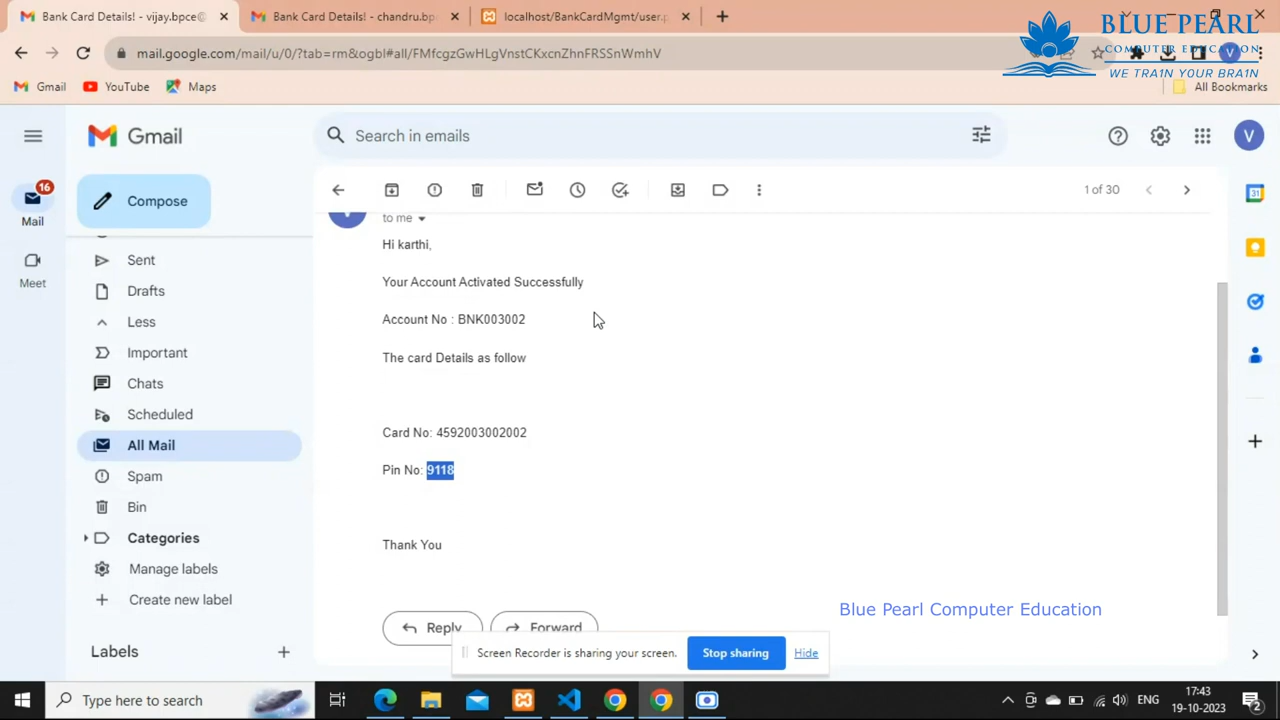 Bank Card Details! - vijay.bpce@
Bank Card Details! - chandru.bp
localhost/BankCardMgmt/user.p
BLUE PEARL
COMPUTER EDUCATION
WE TRAIN YOUR BRAIN
mail.google.com/mail/u/0/?tab=rm&ogbl#all/FMfcgzGwHLgVnstCKxcnZhnFRSSnWmhV
V
Gmail
YouTube
Maps
All Bookmarks
Gmail
Search in emails
V
16
Mail
Meet
Compose
1 of 30
31
Sent
Drafts
Less
Important
Chats
Scheduled
All Mail
Spam
Bin
Categories
Manage labels
Create new label
Labels
to me
Hi karthi,
Your Account Activated Successfully
Account No : BNK003002
The card Details as follow
Card No: 4592003002002
Pin No: 9118
Thank You
Reply
Forward
Blue Pearl Computer Education
Screen Recorder is sharing your screen.
Stop sharing
Hide
Type here to search
ENG
17:43
19-10-2023
2